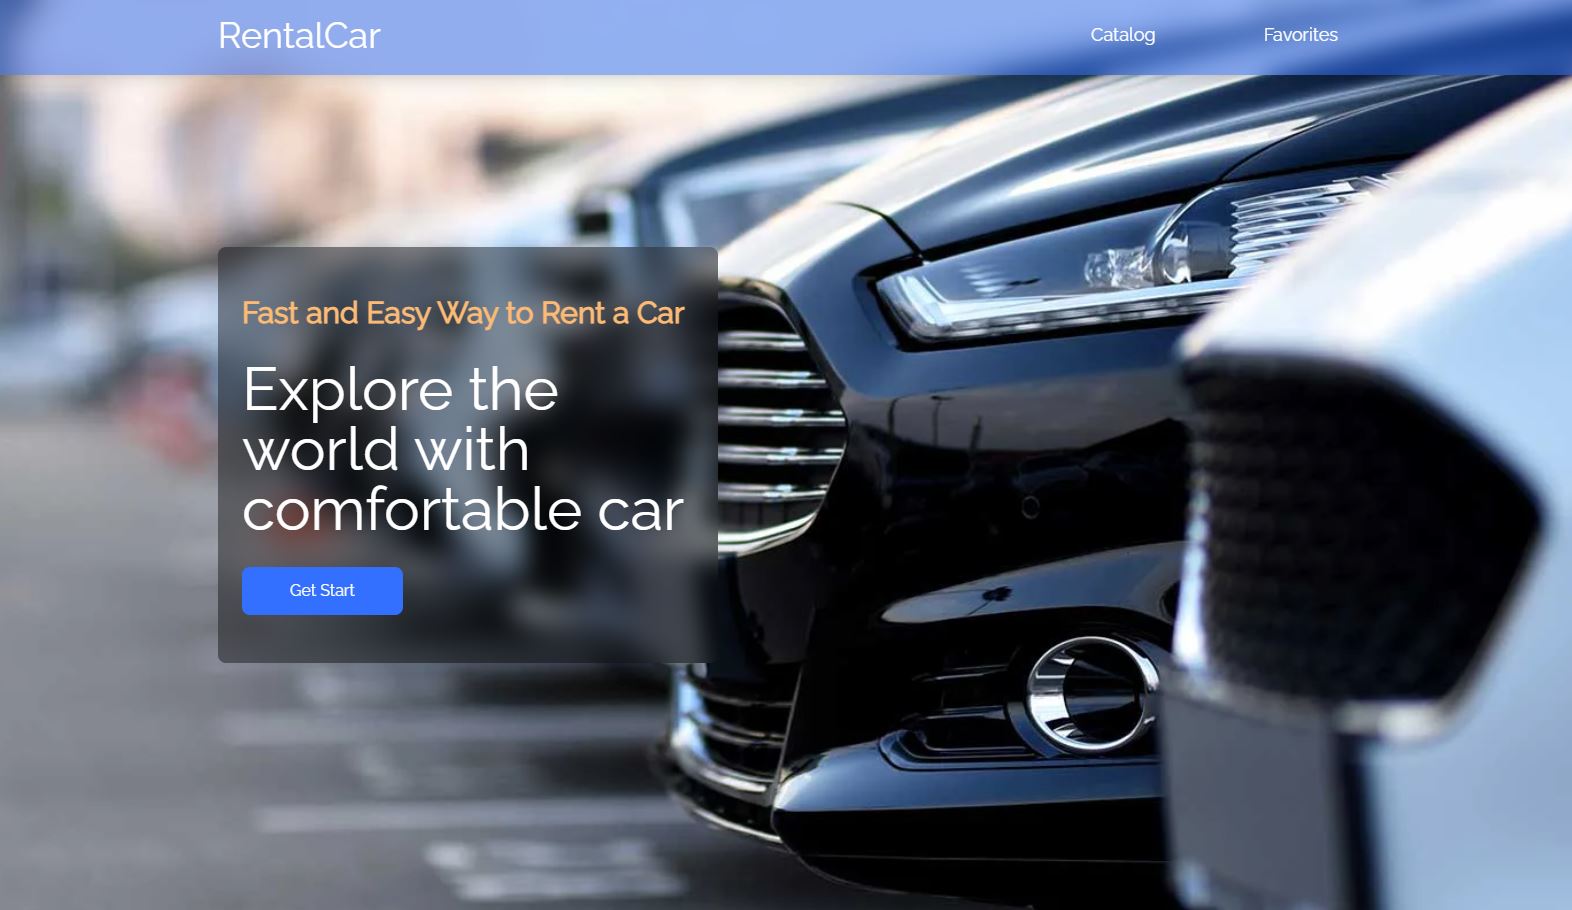 RentalCar
Catalog
Favorites
Fast and Easy Way to Rent a Car
Explore the
world with
comfortable car
Get Start